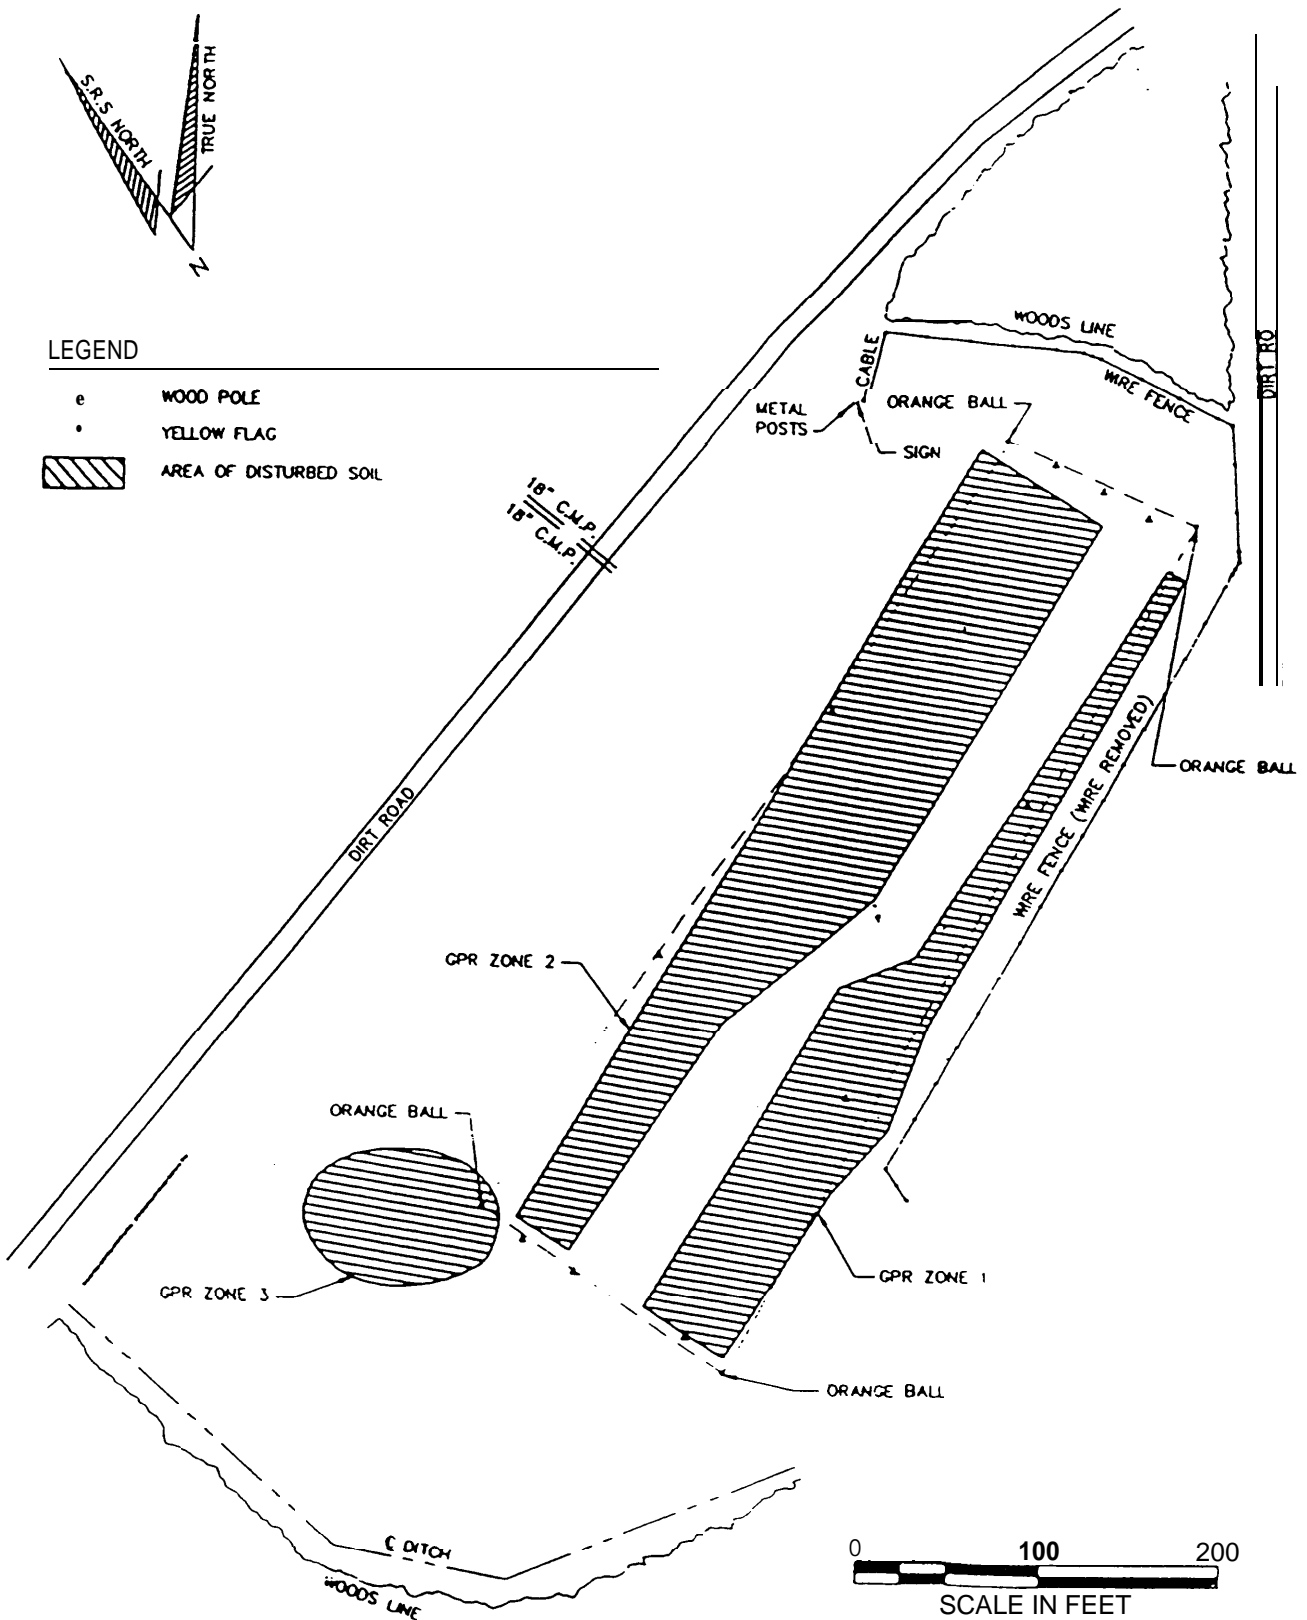 S.R.S NORTH
TRUE NORTH
N
LEGEND
e WOOD POLE
• YELLOW FLAG
AREA OF DISTURBED SOIL
WOODS LINE
WIRE FENCE
CABLE
METAL
POSTS
ORANGE BALL
SIGN
DIRT RO
18" C.M.P.
18" C.M.P.
DIRT ROAD
ORANGE BALL
WIRE FENCE (WIRE REMOVED)
GPR ZONE 2
ORANGE BALL
GPR ZONE 3
GPR ZONE 1
ORANGE BALL
℄ DITCH
WOODS LINE
0 100 200
SCALE IN FEET